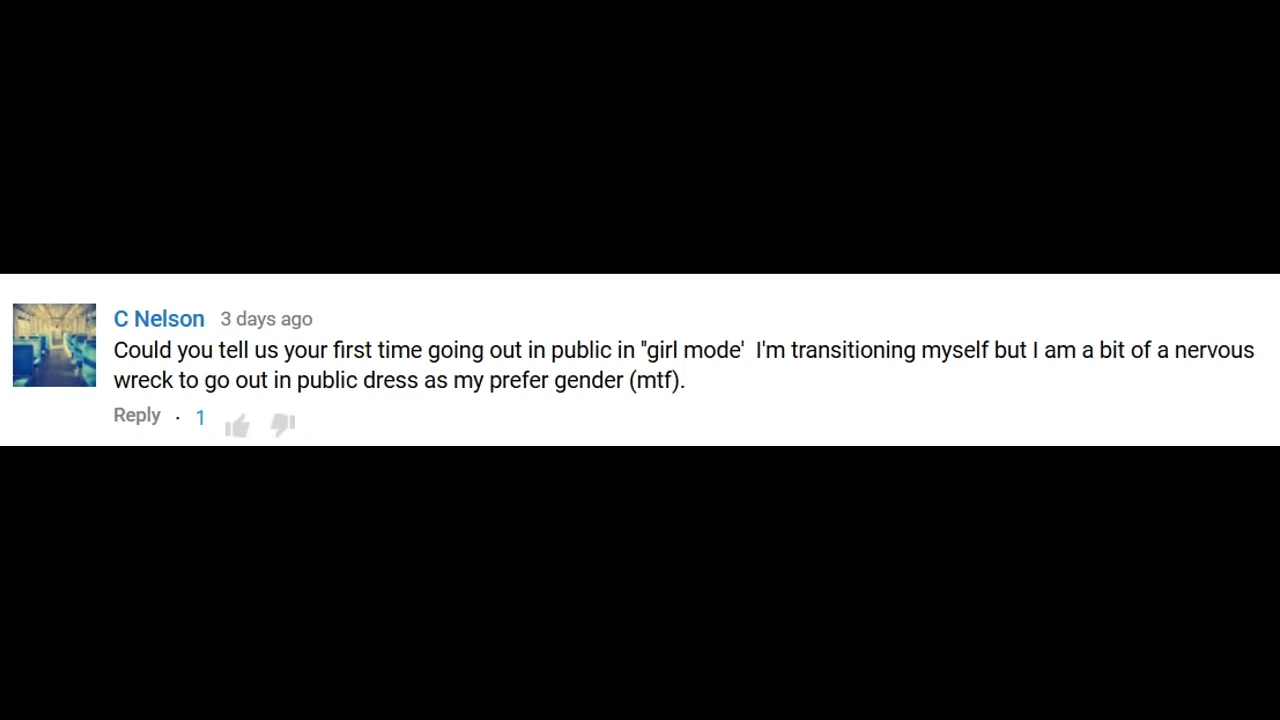 C Nelson 3 days ago
Could you tell us your first time going out in public in "girl mode'  I'm transitioning myself but I am a bit of a nervous
wreck to go out in public dress as my prefer gender (mtf).
Reply · 1